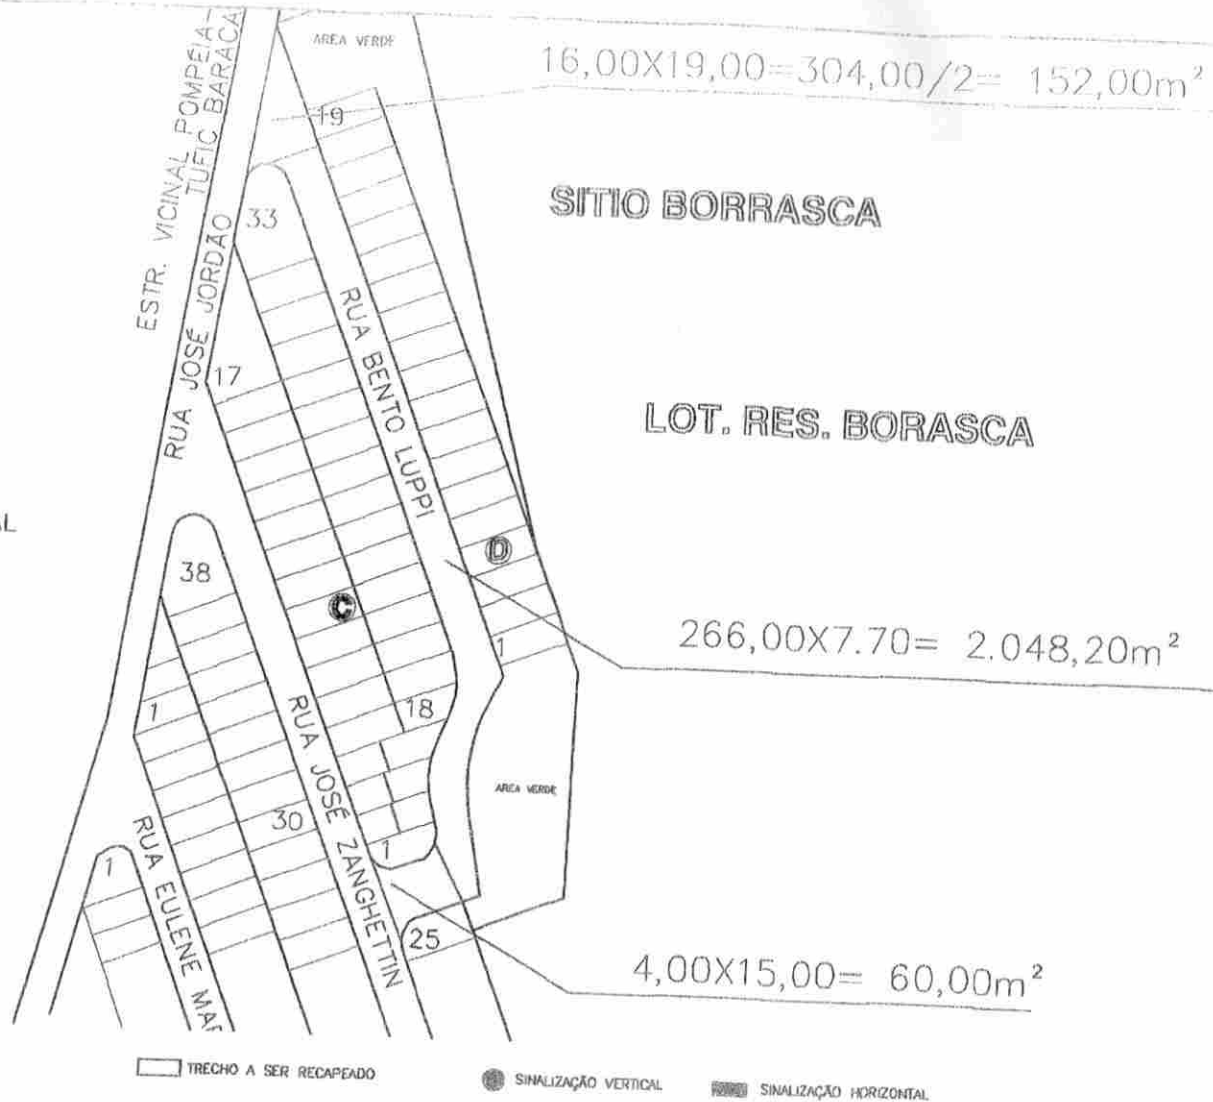 AREA VERDE
16,00X19,00=304,00/2= 152,00m²
ESTR. VICINAL POMPÉIA-
TUFIC BARACA
19
SITIO BORRASCA
33
RUA JOSÉ JORDÃO
RUA BENTO LUPPI
17
LOT. RES. BORASCA
AL
D
38
C
266,00X7.70= 2.048,20m²
1
1
18
RUA JOSÉ ZANGHETTIN
AREA VERDE
30
RUA EULENE MAR
1
1
25
4,00X15,00= 60,00m²
TRECHO A SER RECAPEADO
SINALIZAÇÃO VERTICAL
SINALIZAÇÃO HORIZONTAL